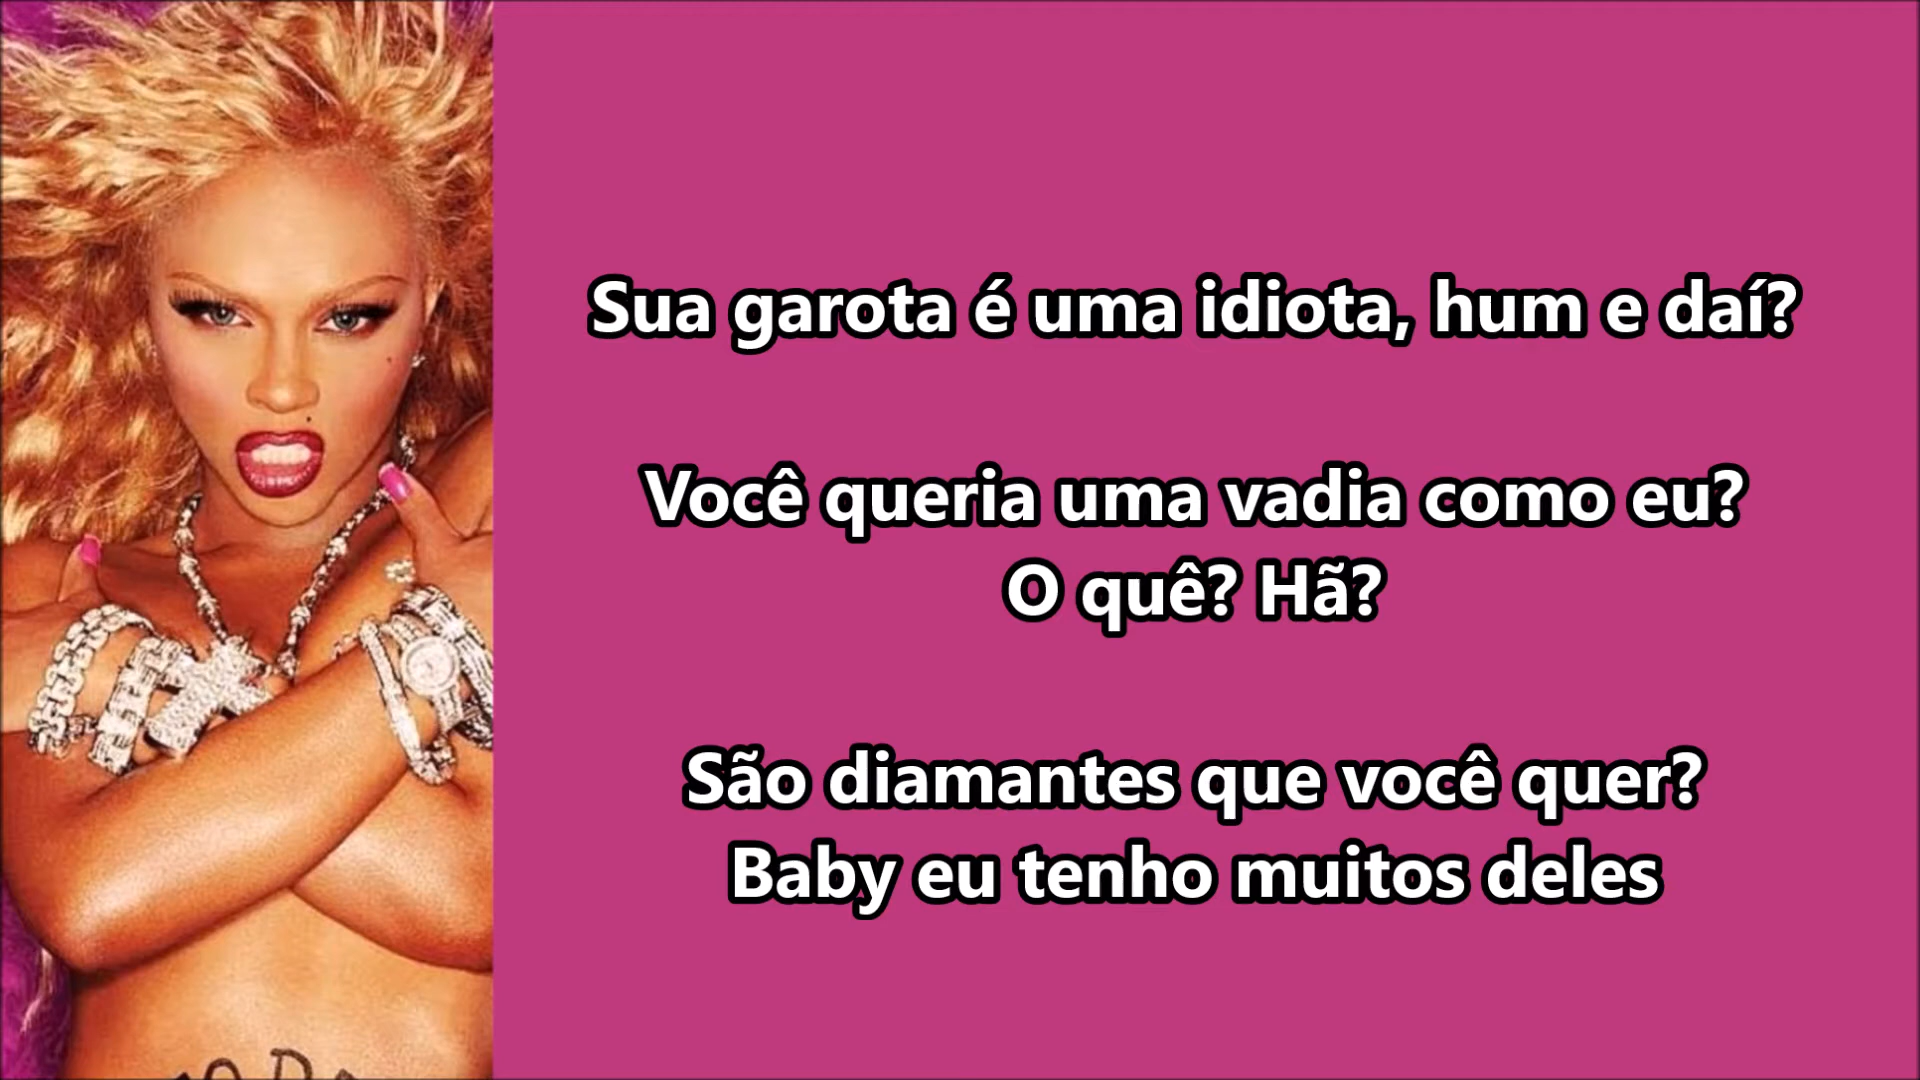 Sua garota é uma idiota, hum e daí?
Você queria uma vadia como eu?
O quê? Hã?
São diamantes que você quer?
Baby eu tenho muitos deles